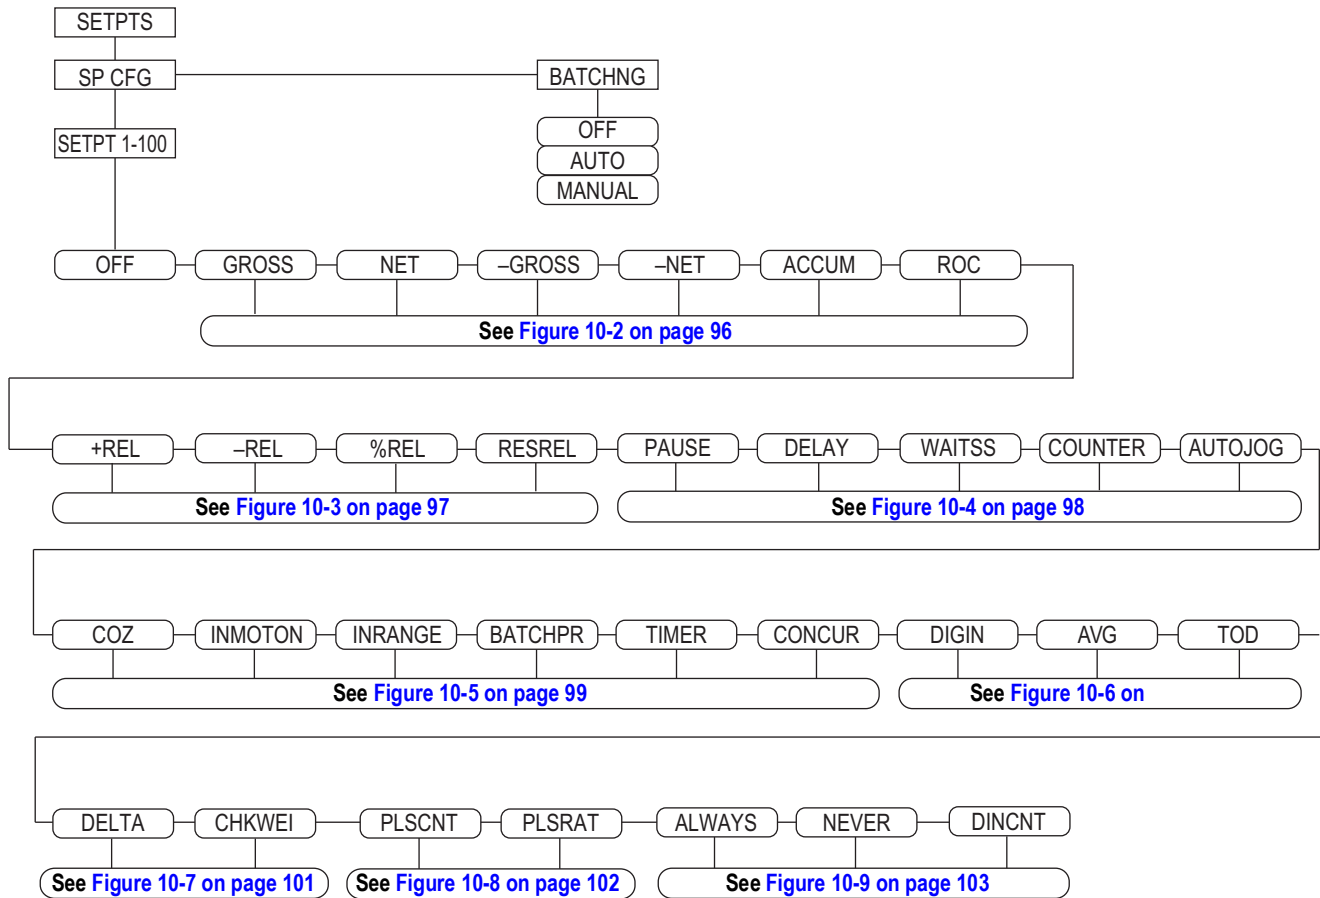 SETPTS
SP CFG
BATCHNG
SETPT 1-100
OFF
AUTO
MANUAL
OFF GROSS NET –GROSS –NET ACCUM ROC
See Figure 10-2 on page 96
+REL –REL %REL RESREL PAUSE DELAY WAITSS COUNTER AUTOJOG
See Figure 10-3 on page 97
See Figure 10-4 on page 98
COZ INMOTON INRANGE BATCHPR TIMER CONCUR DIGIN AVG TOD
See Figure 10-5 on page 99
See Figure 10-6 on
DELTA CHKWEI PLSCNT PLSRAT ALWAYS NEVER DINCNT
See Figure 10-7 on page 101
See Figure 10-8 on page 102
See Figure 10-9 on page 103